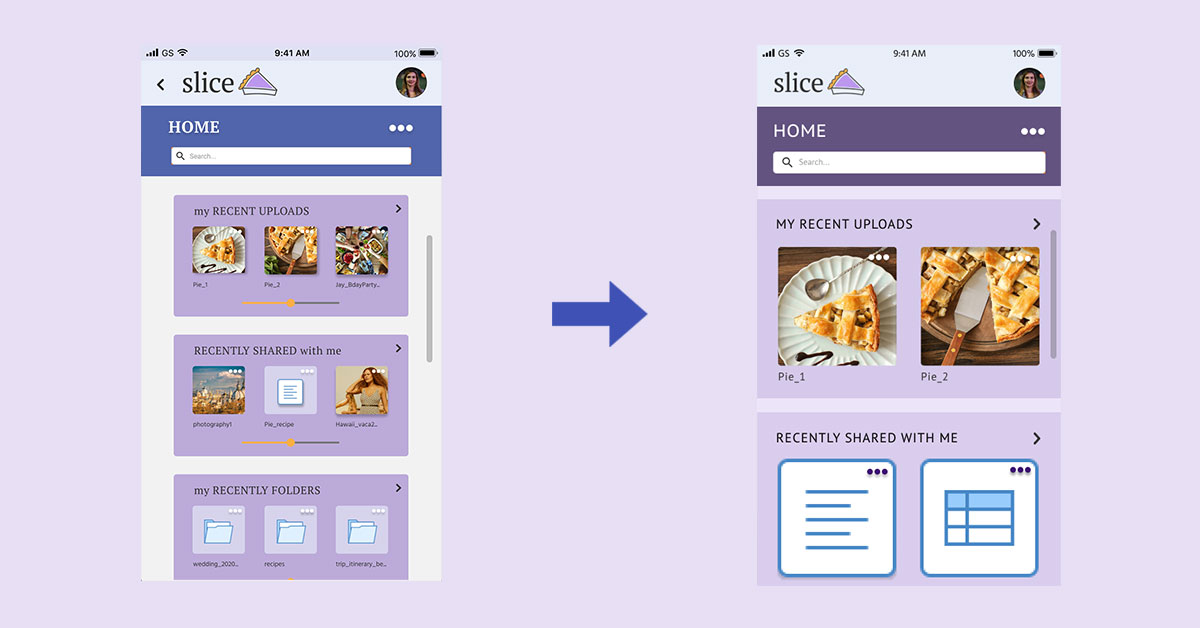 GS 9:41 AM 100%
slice
HOME
Search...
my RECENT UPLOADS
Pie_1 Pie_2 Jay_BdayParty..
RECENTLY SHARED with me
photography1 Pie_recipe Hawaii_vaca2..
my RECENTLY FOLDERS
wedding_2020.. recipes trip_itinerary_be..
GS 9:41 AM 100%
slice
HOME
Search...
MY RECENT UPLOADS
Pie_1 Pie_2
RECENTLY SHARED WITH ME